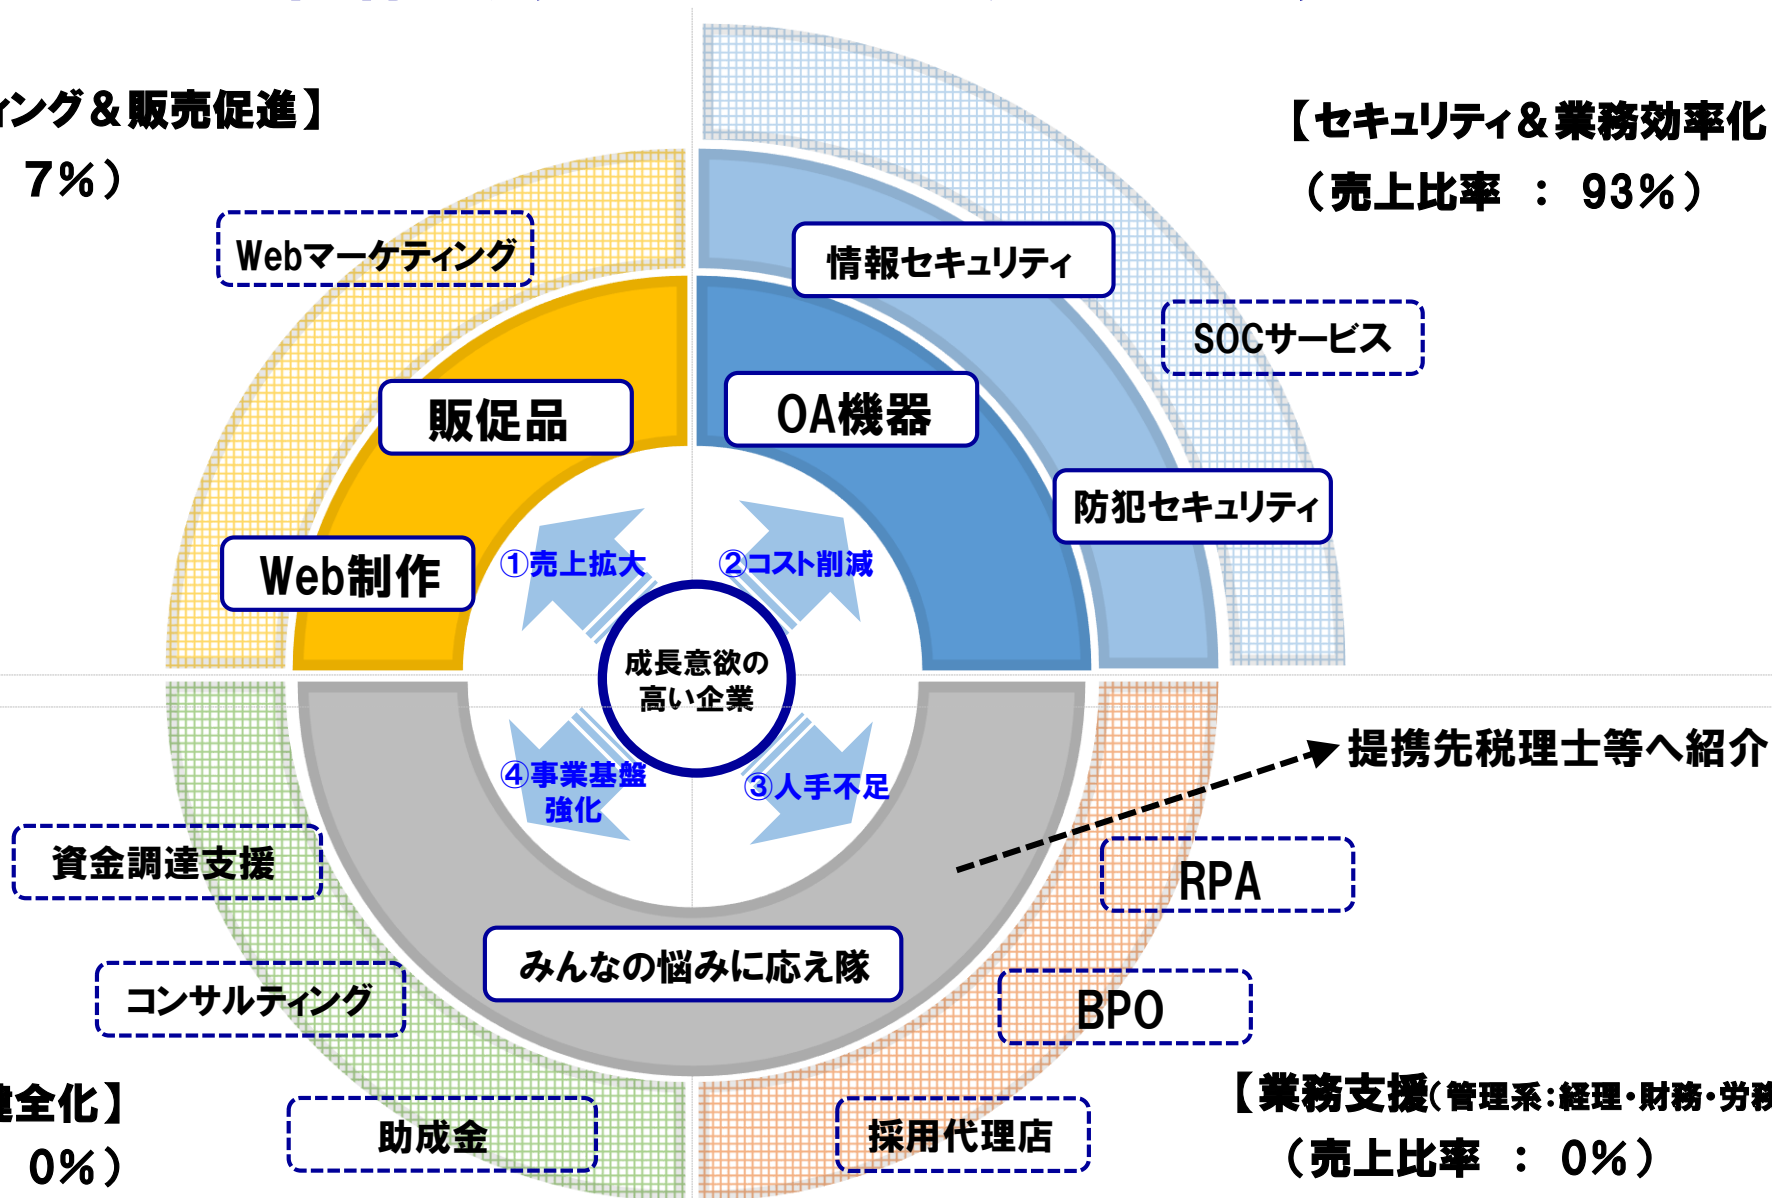 ィング&販売促進】
7%)
【セキュリティ&業務効率化
(売上比率 : 93%)
Webマーケティング
情報セキュリティ
SOCサービス
販促品
OA機器
防犯セキュリティ
Web制作
①売上拡大
②コスト削減
成長意欲の
高い企業
④事業基盤
強化
③人手不足
提携先税理士等へ紹介
資金調達支援
RPA
みんなの悩みに応え隊
コンサルティング
BPO
全化】
0%)
助成金
採用代理店
【業務支援(管理系:経理・財務・労務
(売上比率 : 0%)